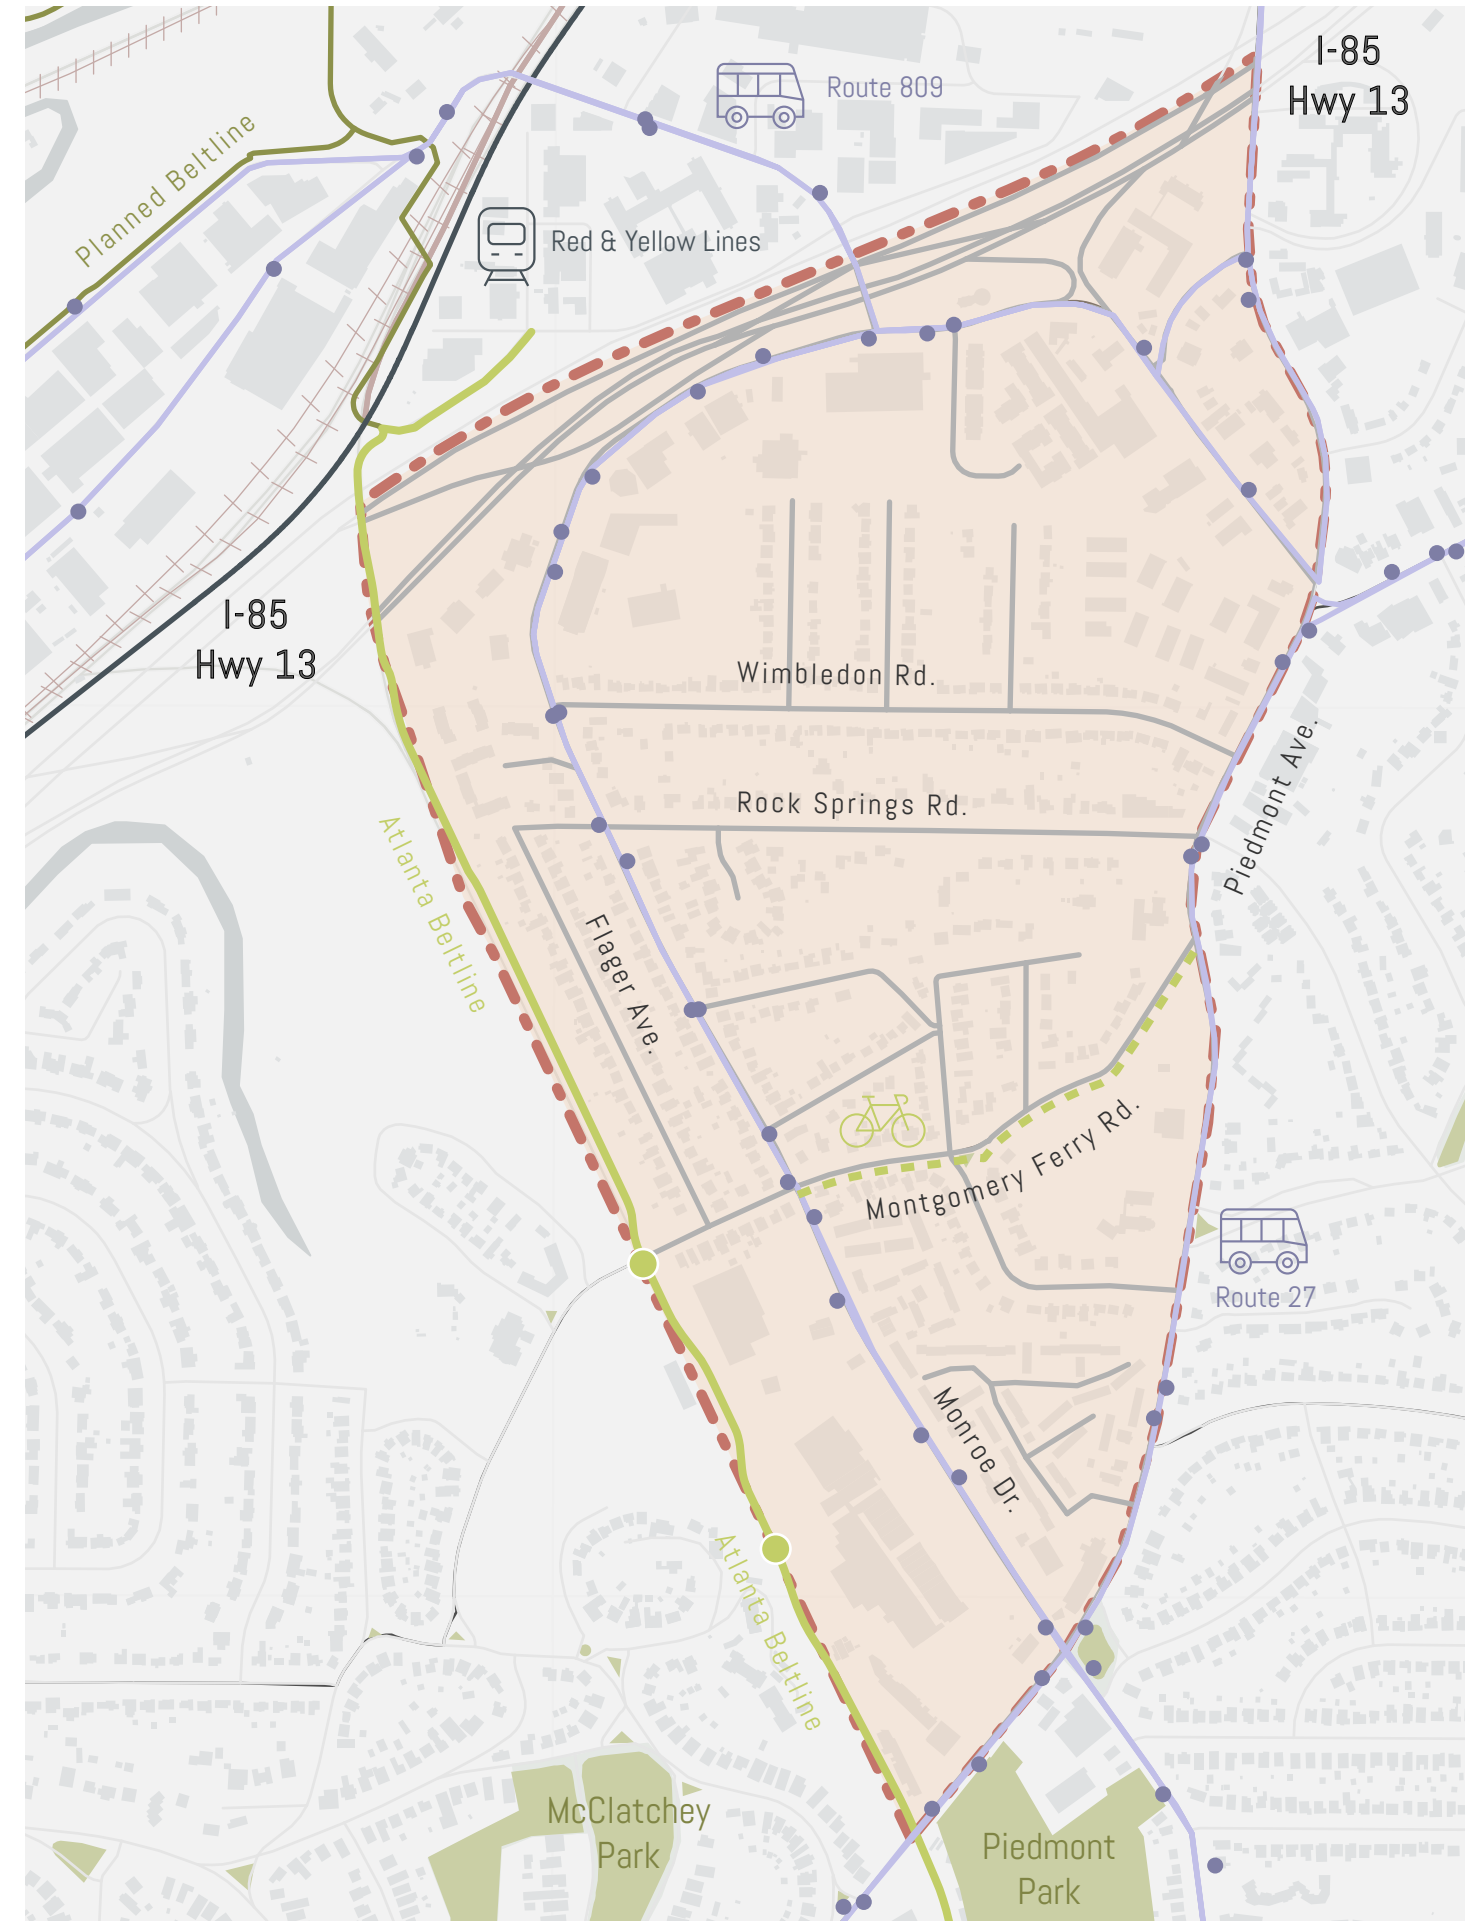 I-85
Hwy 13
Route 809
Planned Beltline
Red & Yellow Lines
I-85
Hwy 13
Wimbledon Rd.
Piedmont Ave.
Rock Springs Rd.
Atlanta Beltline
Flager Ave.
Montgomery Ferry Rd.
Route 27
Monroe Dr.
Atlanta Beltline
McClatchey
Park
Piedmont
Park